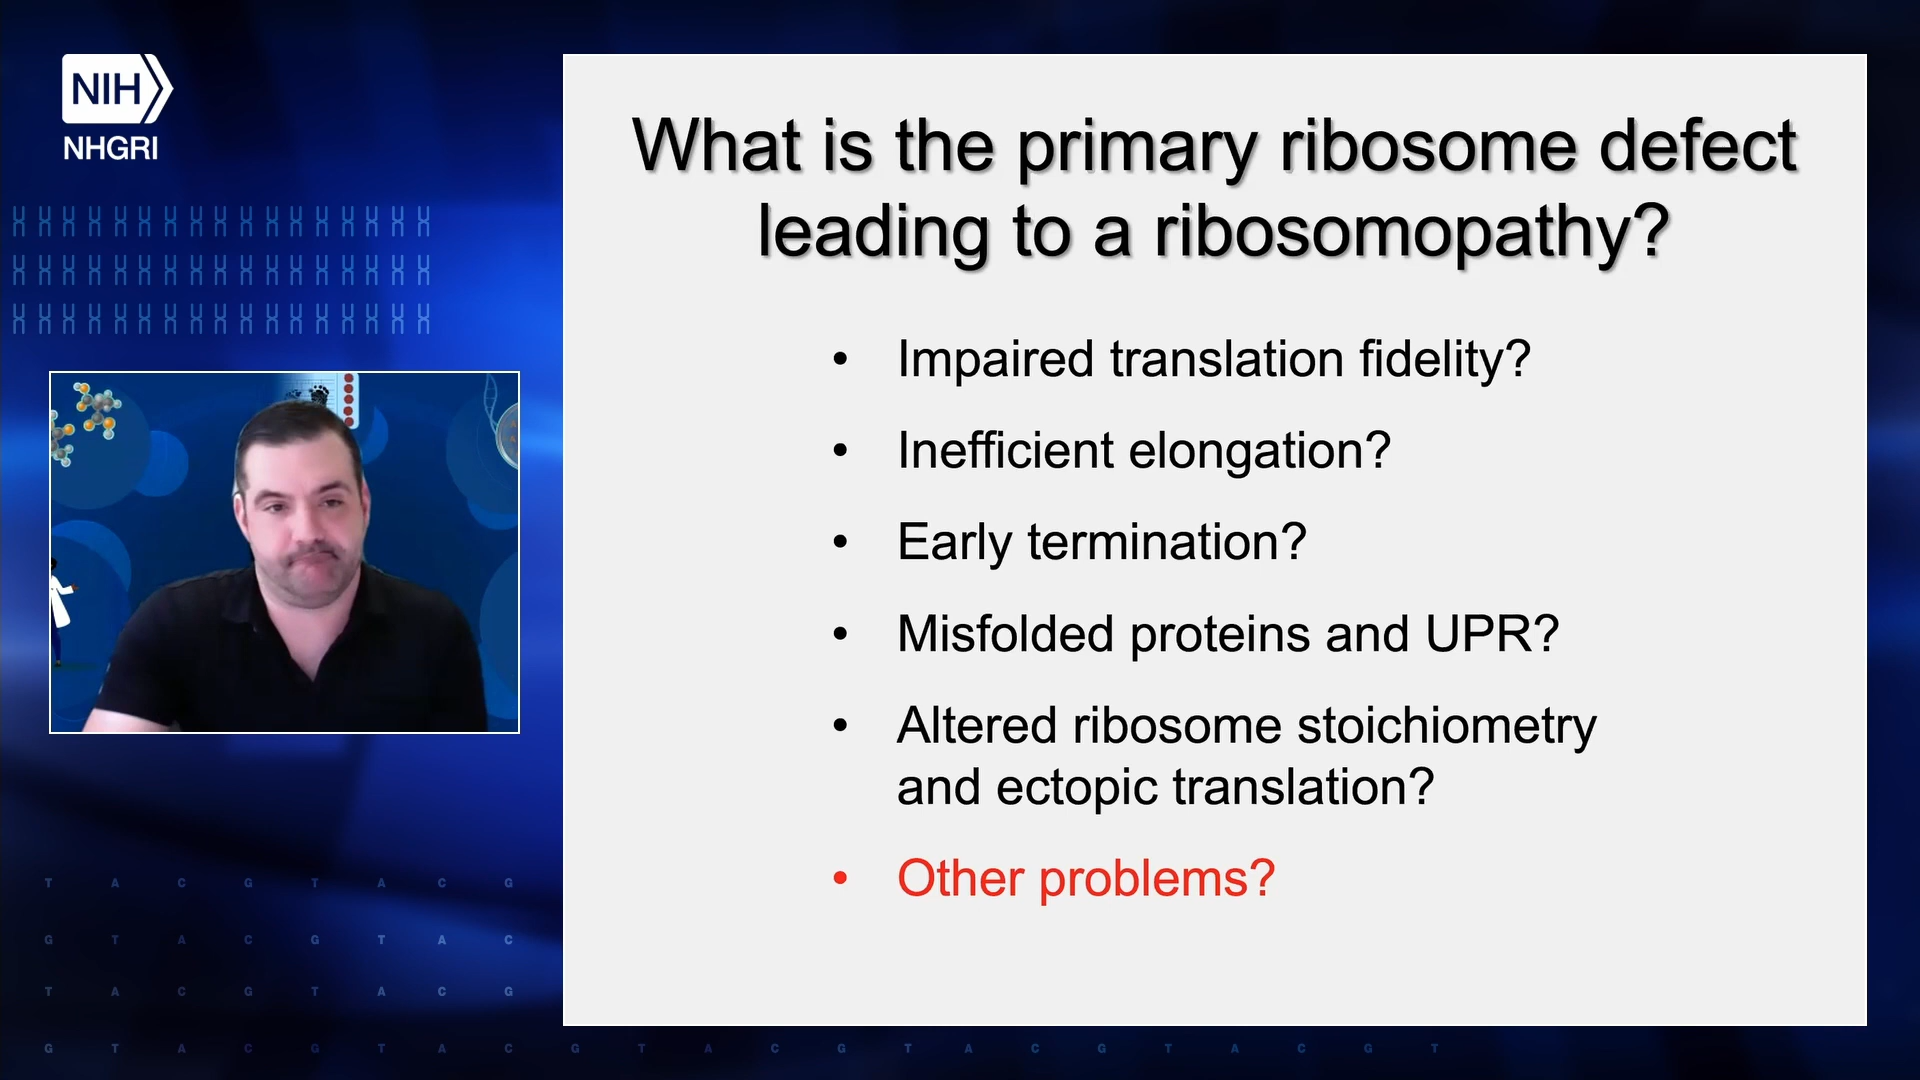 NIH
NHGRI
What is the primary ribosome defect
leading to a ribosomopathy?
• Impaired translation fidelity?
• Inefficient elongation?
• Early termination?
• Misfolded proteins and UPR?
• Altered ribosome stoichiometry
and ectopic translation?
• Other problems?
T A C G T A C G
G T A C G T A C
T A C G T A C G
G T A C G T A C G T A C G T A C G T A C G T